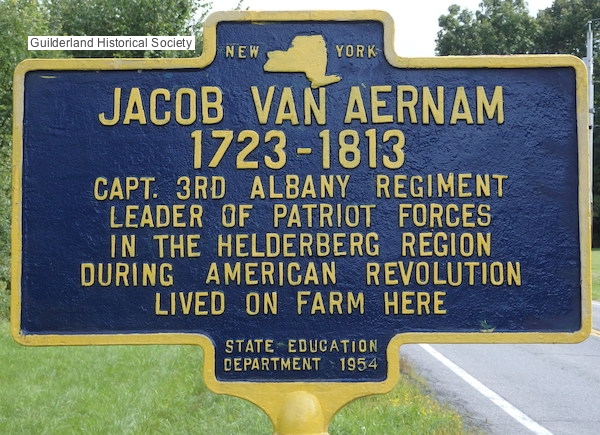 Guilderland Historical Society
NEW YORK
JACOB VAN AERNAM
1723-1813
CAPT. 3RD ALBANY REGIMENT
LEADER OF PATRIOT FORCES
IN THE HELDERBERG REGION
DURING AMERICAN REVOLUTION
LIVED ON FARM HERE
STATE EDUCATION
DEPARTMENT 1954